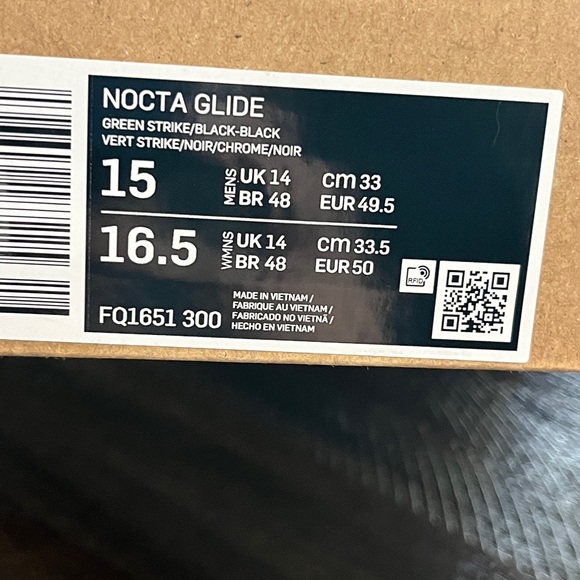 NOCTA GLIDE
GREEN STRIKE/BLACK-BLACK
VERT STRIKE/NOIR/CHROME/NOIR
15 MENS UK 14 cm 33
BR 48 EUR 49.5
16.5 WMNS UK 14 cm 33.5
BR 48 EUR 50
RFID
FQ1651 300
MADE IN VIETNAM /
FABRIQUE AU VIETNAM /
FABRICADO NO VIETNÃ /
HECHO EN VIETNAM